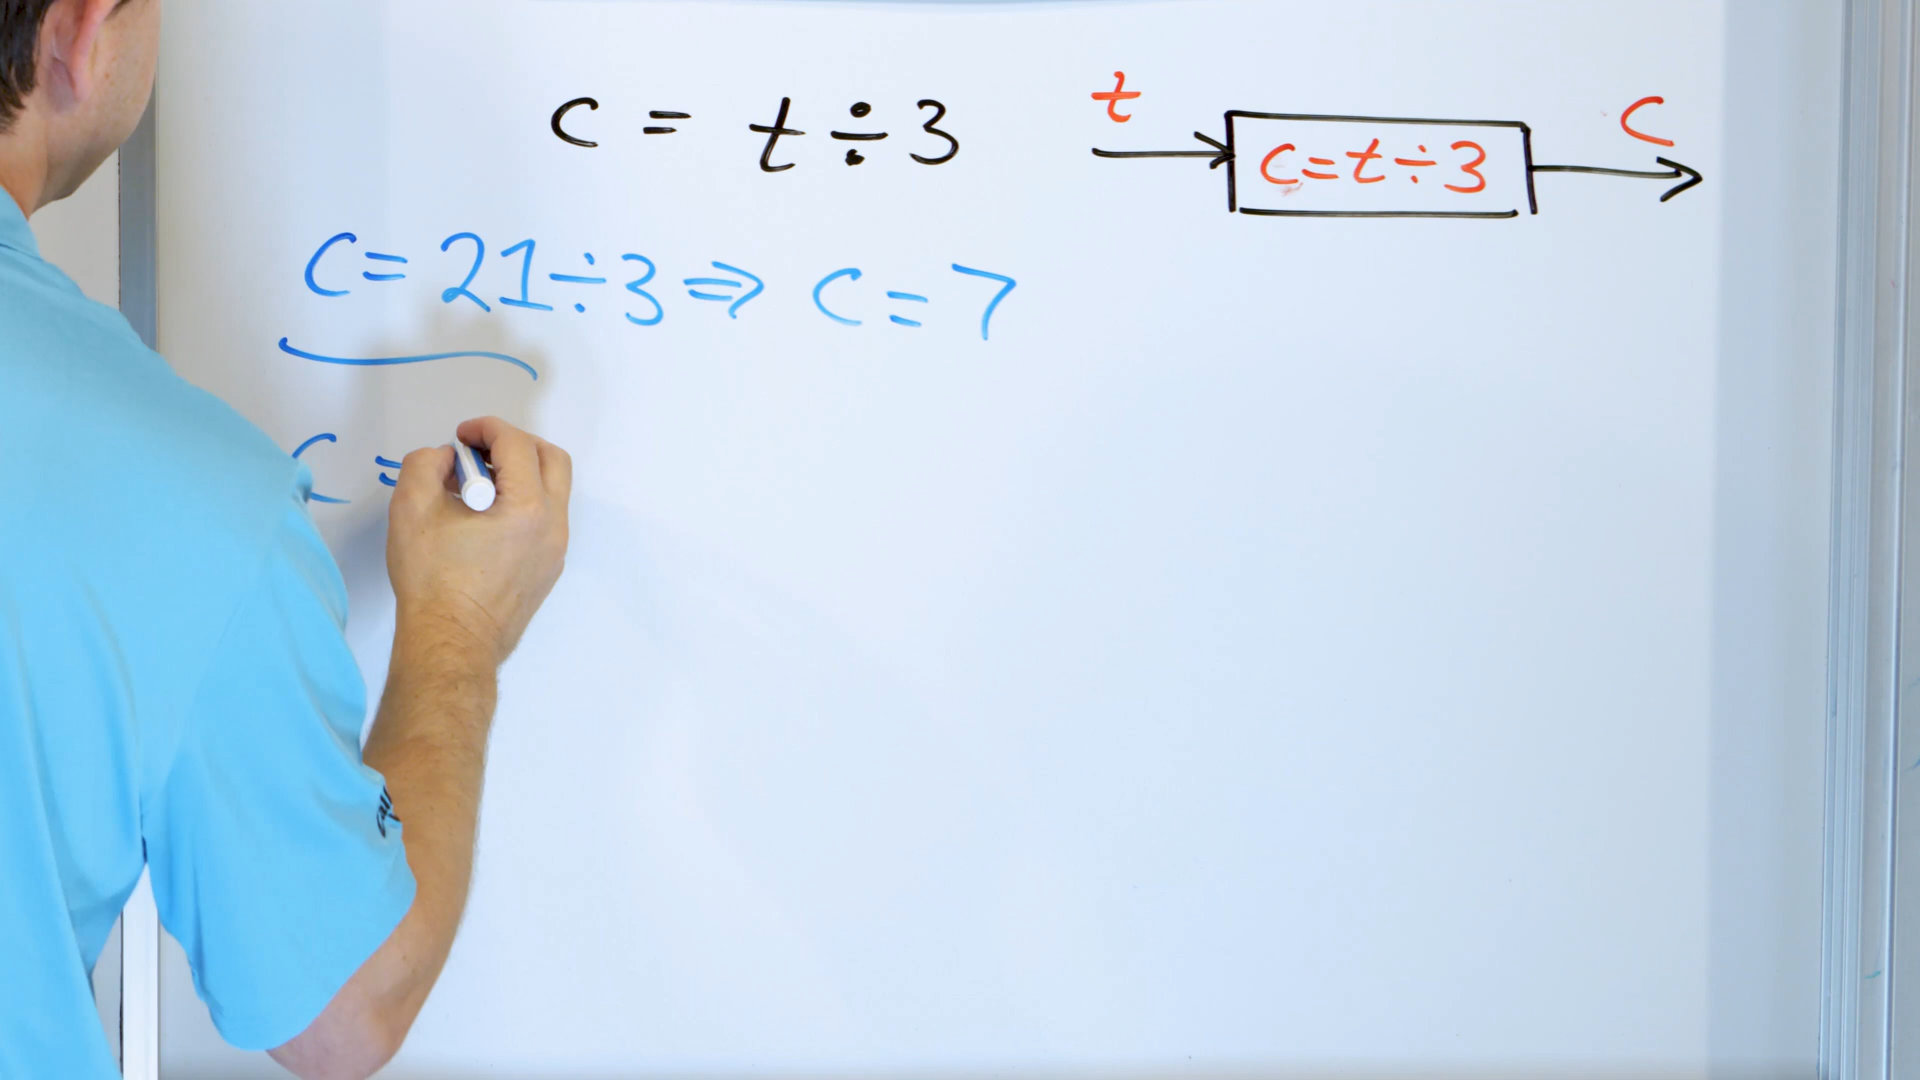 c = t ÷ 3
t
c = t ÷ 3
c
c = 21 ÷ 3 ⇒ c = 7
c =